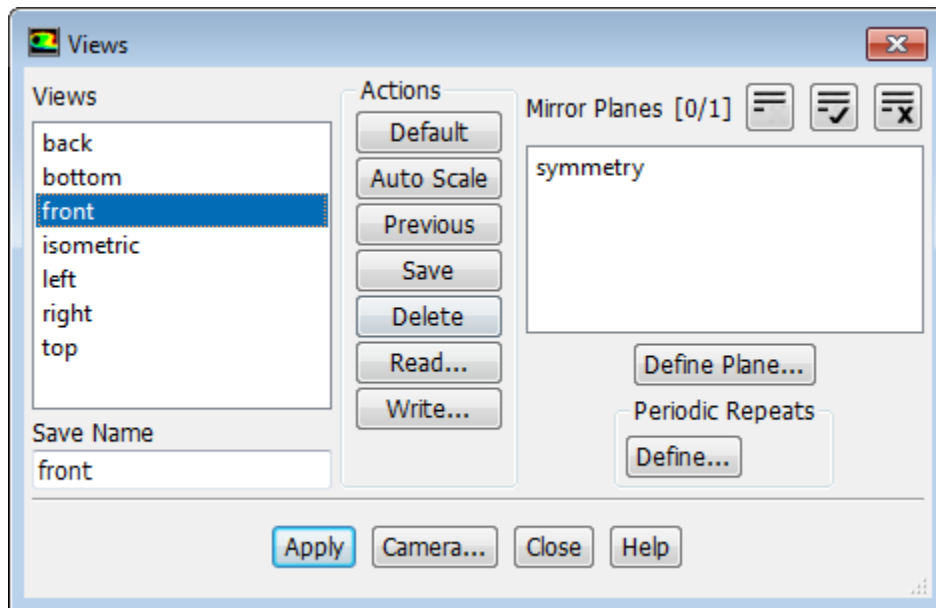 Views
Views
back
bottom
front
isometric
left
right
top
Save Name
front
Actions
Default
Auto Scale
Previous
Save
Delete
Read...
Write...
Mirror Planes [0/1]
symmetry
Define Plane...
Periodic Repeats
Define...
Apply
Camera...
Close
Help